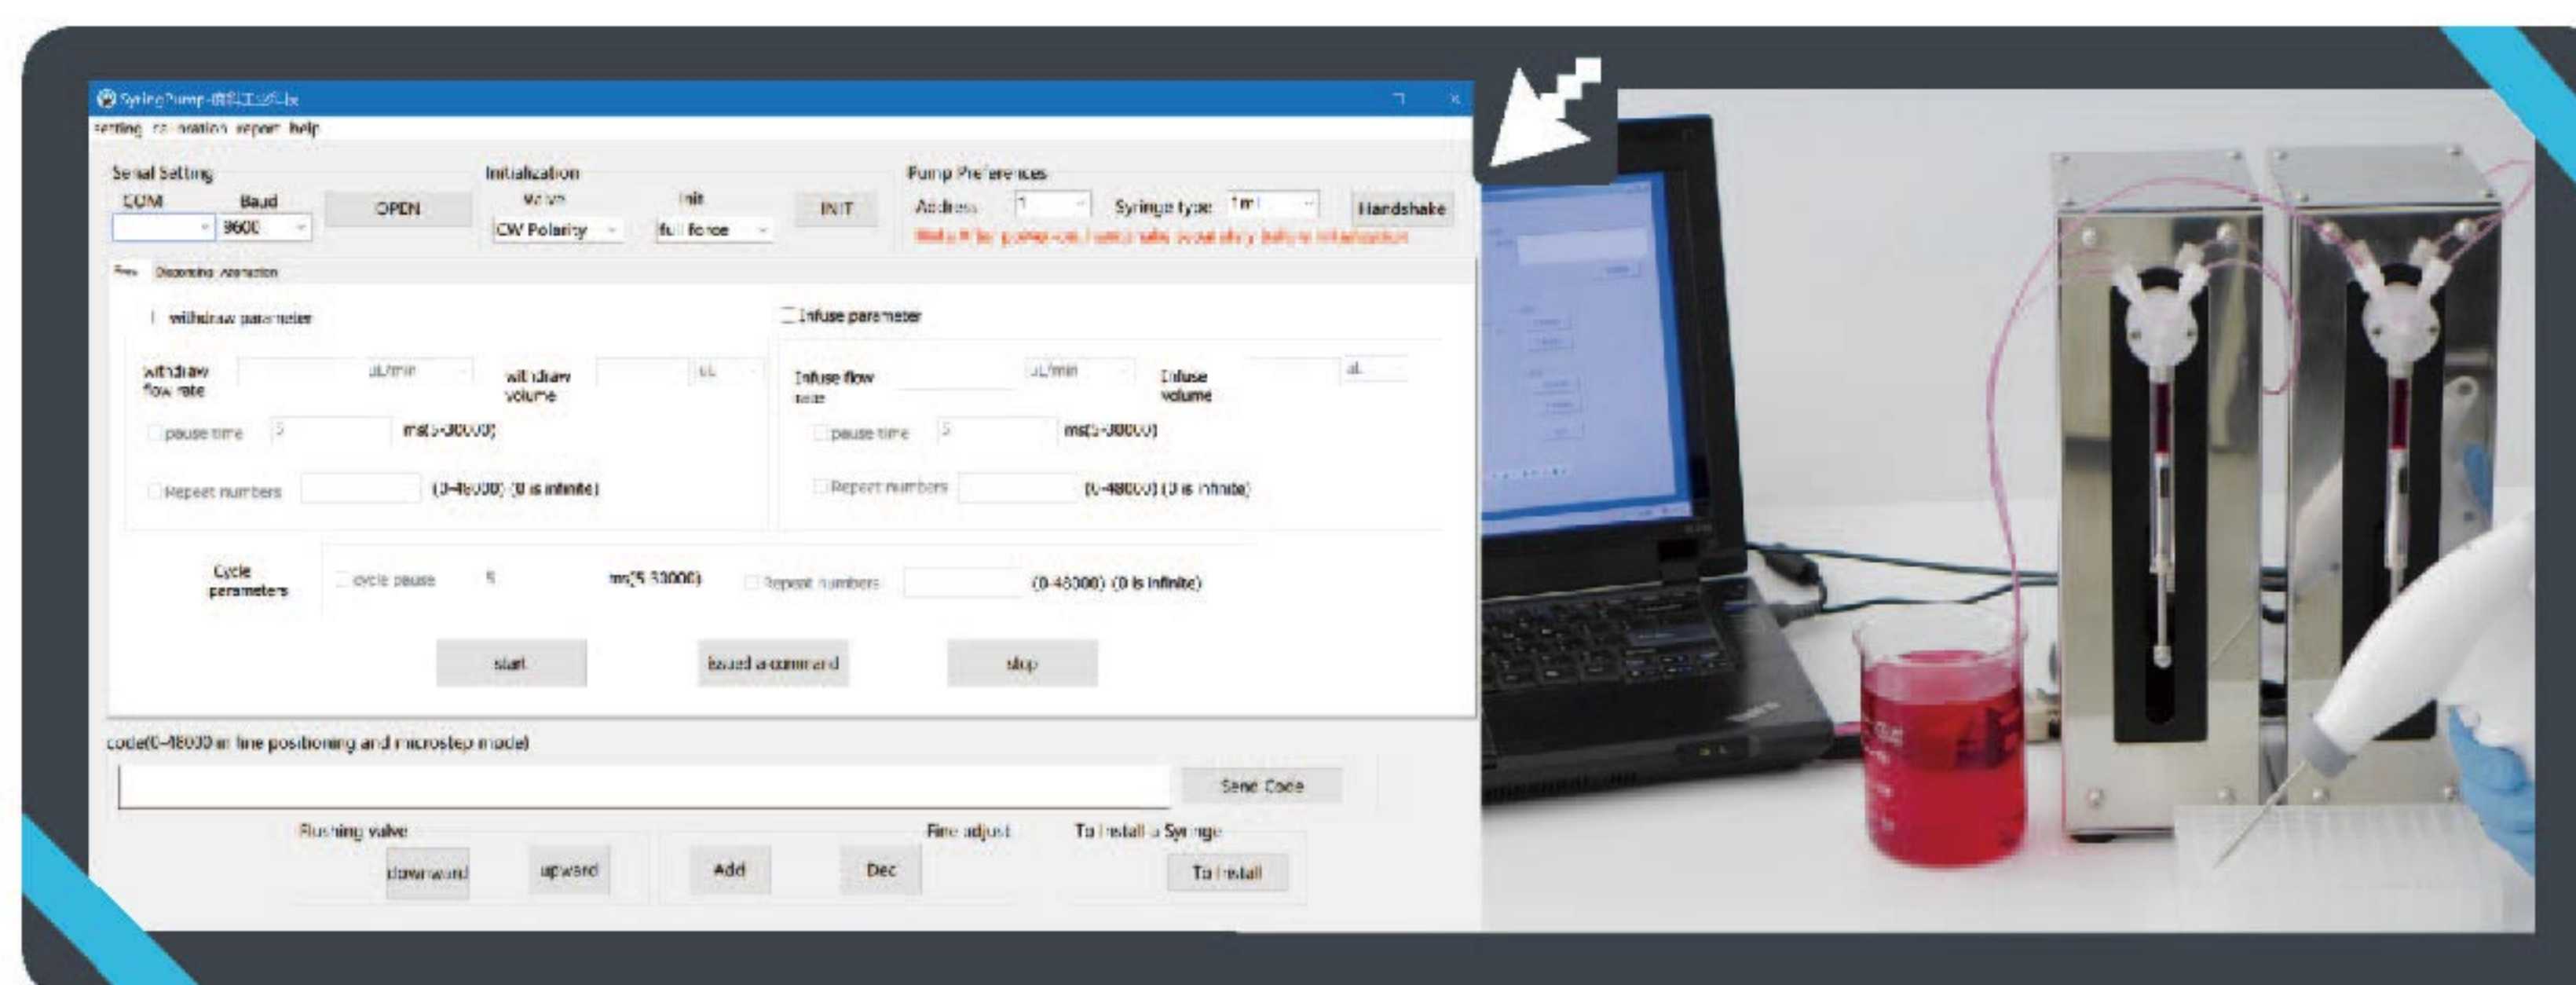 SyringPump-
setting calibration report help
Serial Setting
Initialization
Pump Preferences
COM
Baud
OPEN
Valve
Init
INIT
Address
1
Syringe type
1ml
Handshake
9600
CW Polarity
full force
Dispensing
withdraw parameter
Infuse parameter
withdraw flow rate
uL/min
withdraw volume
uL
Infuse flow rate
uL/min
Infuse volume
uL
pause time
5
ms(5-30000)
pause time
5
ms(5-30000)
Repeat numbers
(0-48000) (0 is infinite)
Repeat numbers
(0-48000) (0 is infinite)
Cycle parameters
cycle pause
5
ms(5-30000)
Repeat numbers
(0-48000) (0 is infinite)
start
issued a command
stop
code(0-48000 in fine positioning and microstep mode)
Send Code
Flushing valve
Fine adjust
To Install a Syringe
downward
upward
Add
Dec
To Install